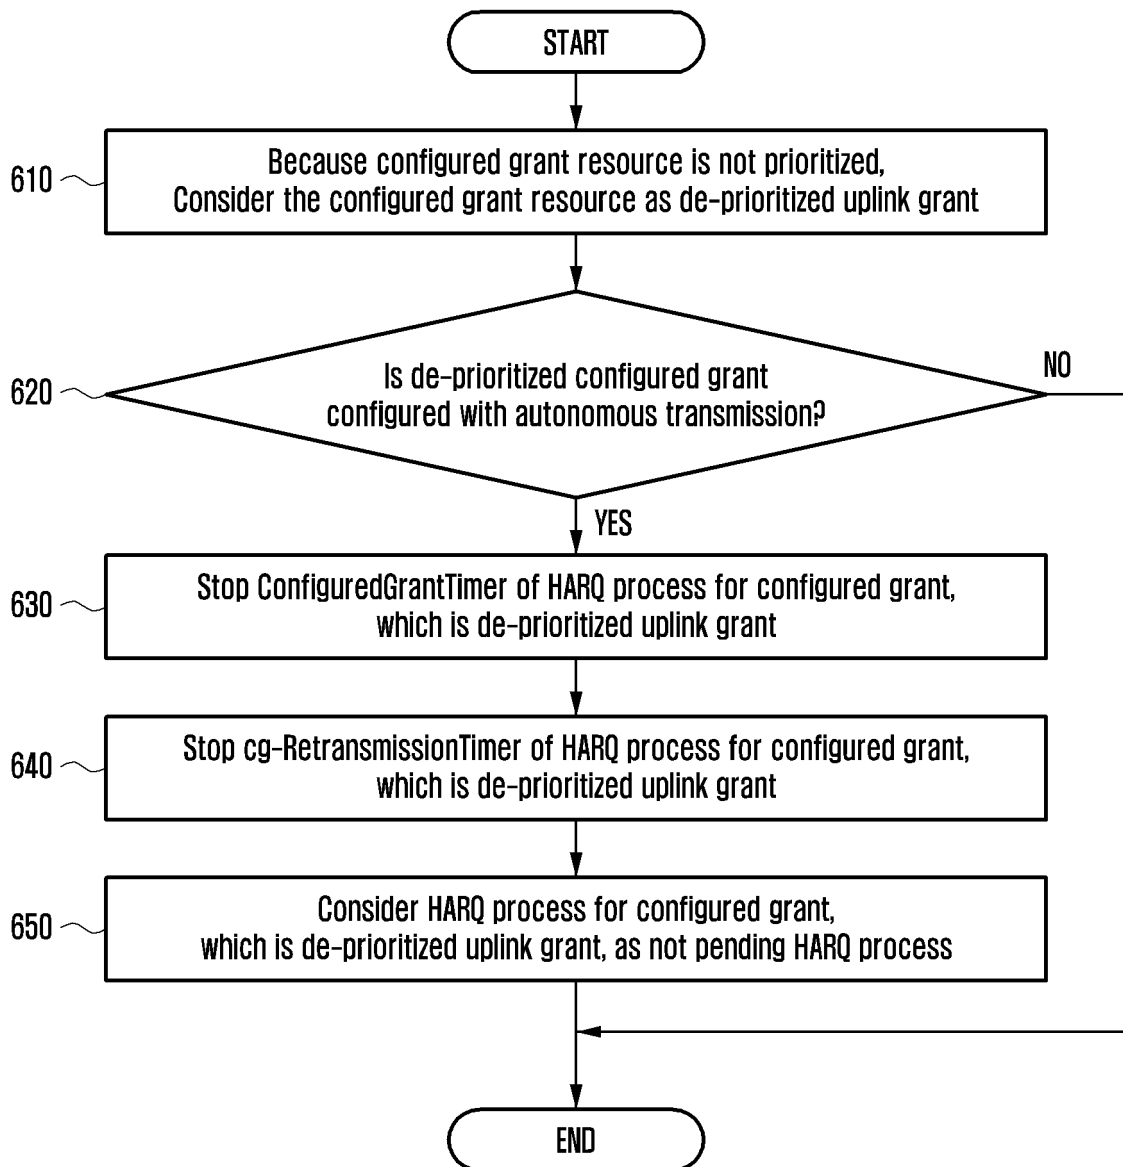 START
610
Because configured grant resource is not prioritized,
Consider the configured grant resource as de-prioritized uplink grant
620
Is de-prioritized configured grant
configured with autonomous transmission?
NO
YES
630
Stop ConfiguredGrantTimer of HARQ process for configured grant,
which is de-prioritized uplink grant
640
Stop cg-RetransmissionTimer of HARQ process for configured grant,
which is de-prioritized uplink grant
650
Consider HARQ process for configured grant,
which is de-prioritized uplink grant, as not pending HARQ process
END